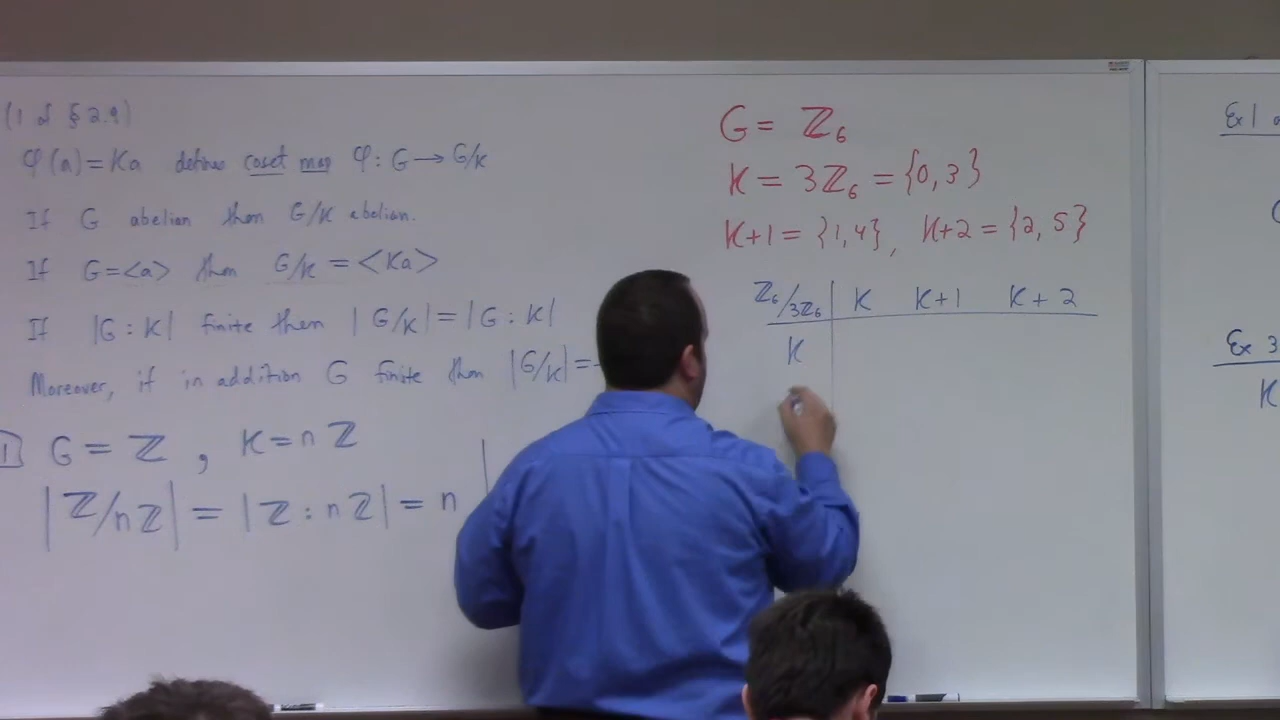 (1 of § 2.9)
φ(a) = Ka defines coset map φ: G → G/K
If G abelian then G/K abelian.
If G=<a> then G/K = <Ka>
If |G : K| finite then |G/K| = |G : K|
Moreover, if in addition G finite then |G/K| =
G = ℤ , K = nℤ
|ℤ/nℤ| = |ℤ : nℤ| = n
G = ℤ₆
K = 3ℤ₆ = {0, 3}
K+1 = {1, 4}, K+2 = {2, 5}
ℤ₆/3ℤ₆ | K K+1 K+2
K
Ex 1
Ex 3
K